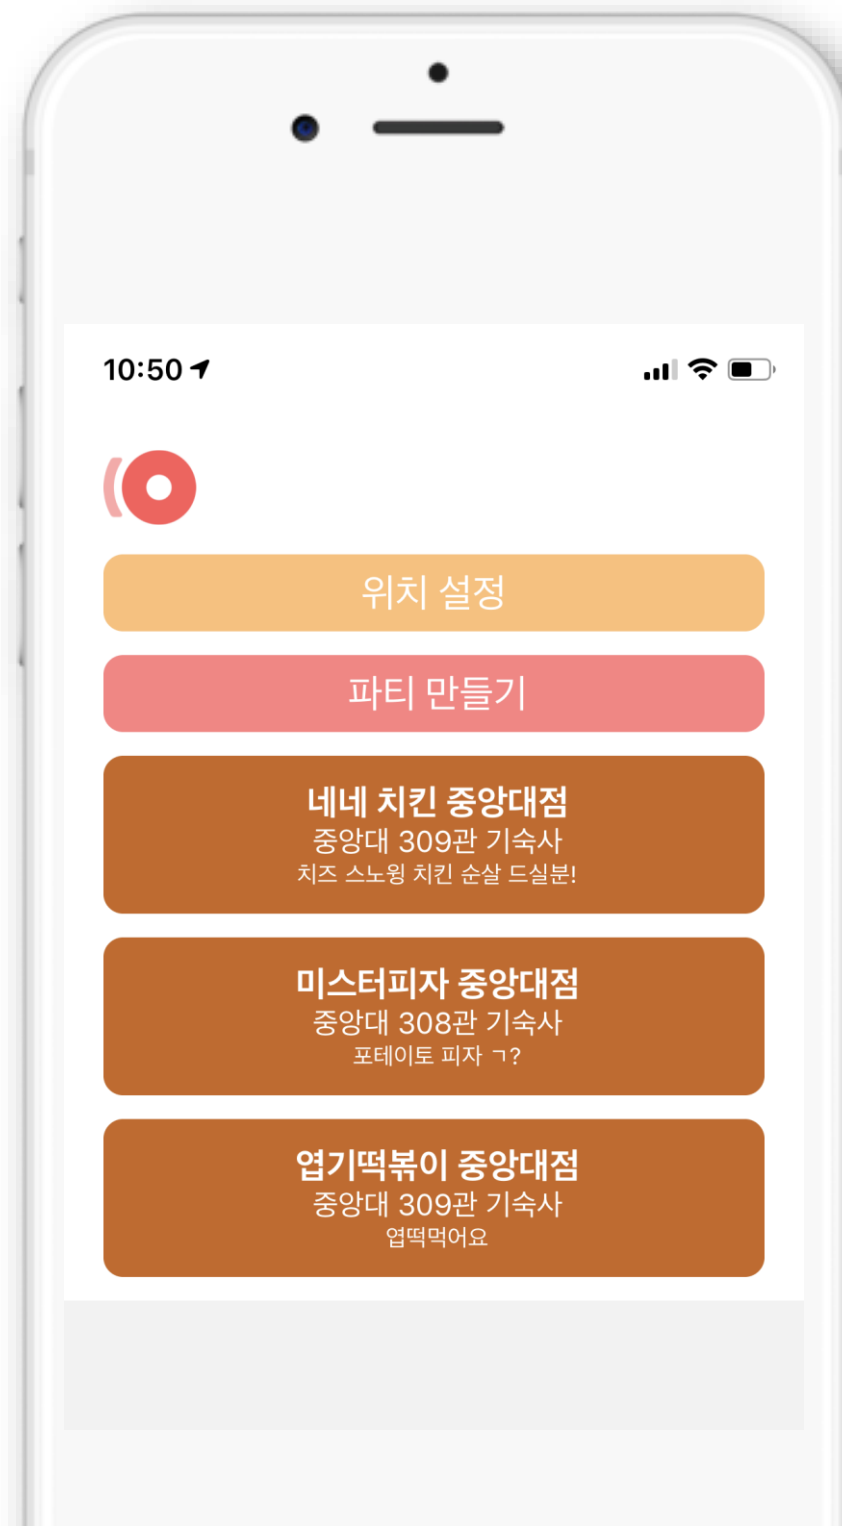 10:50
위치 설정
파티 만들기
네네 치킨 중앙대점
중앙대 309관 기숙사
치즈 스노윙 치킨 순살 드실분!
미스터피자 중앙대점
중앙대 308관 기숙사
포테이토 피자 ㄱ?
엽기떡볶이 중앙대점
중앙대 309관 기숙사
엽떡먹어요